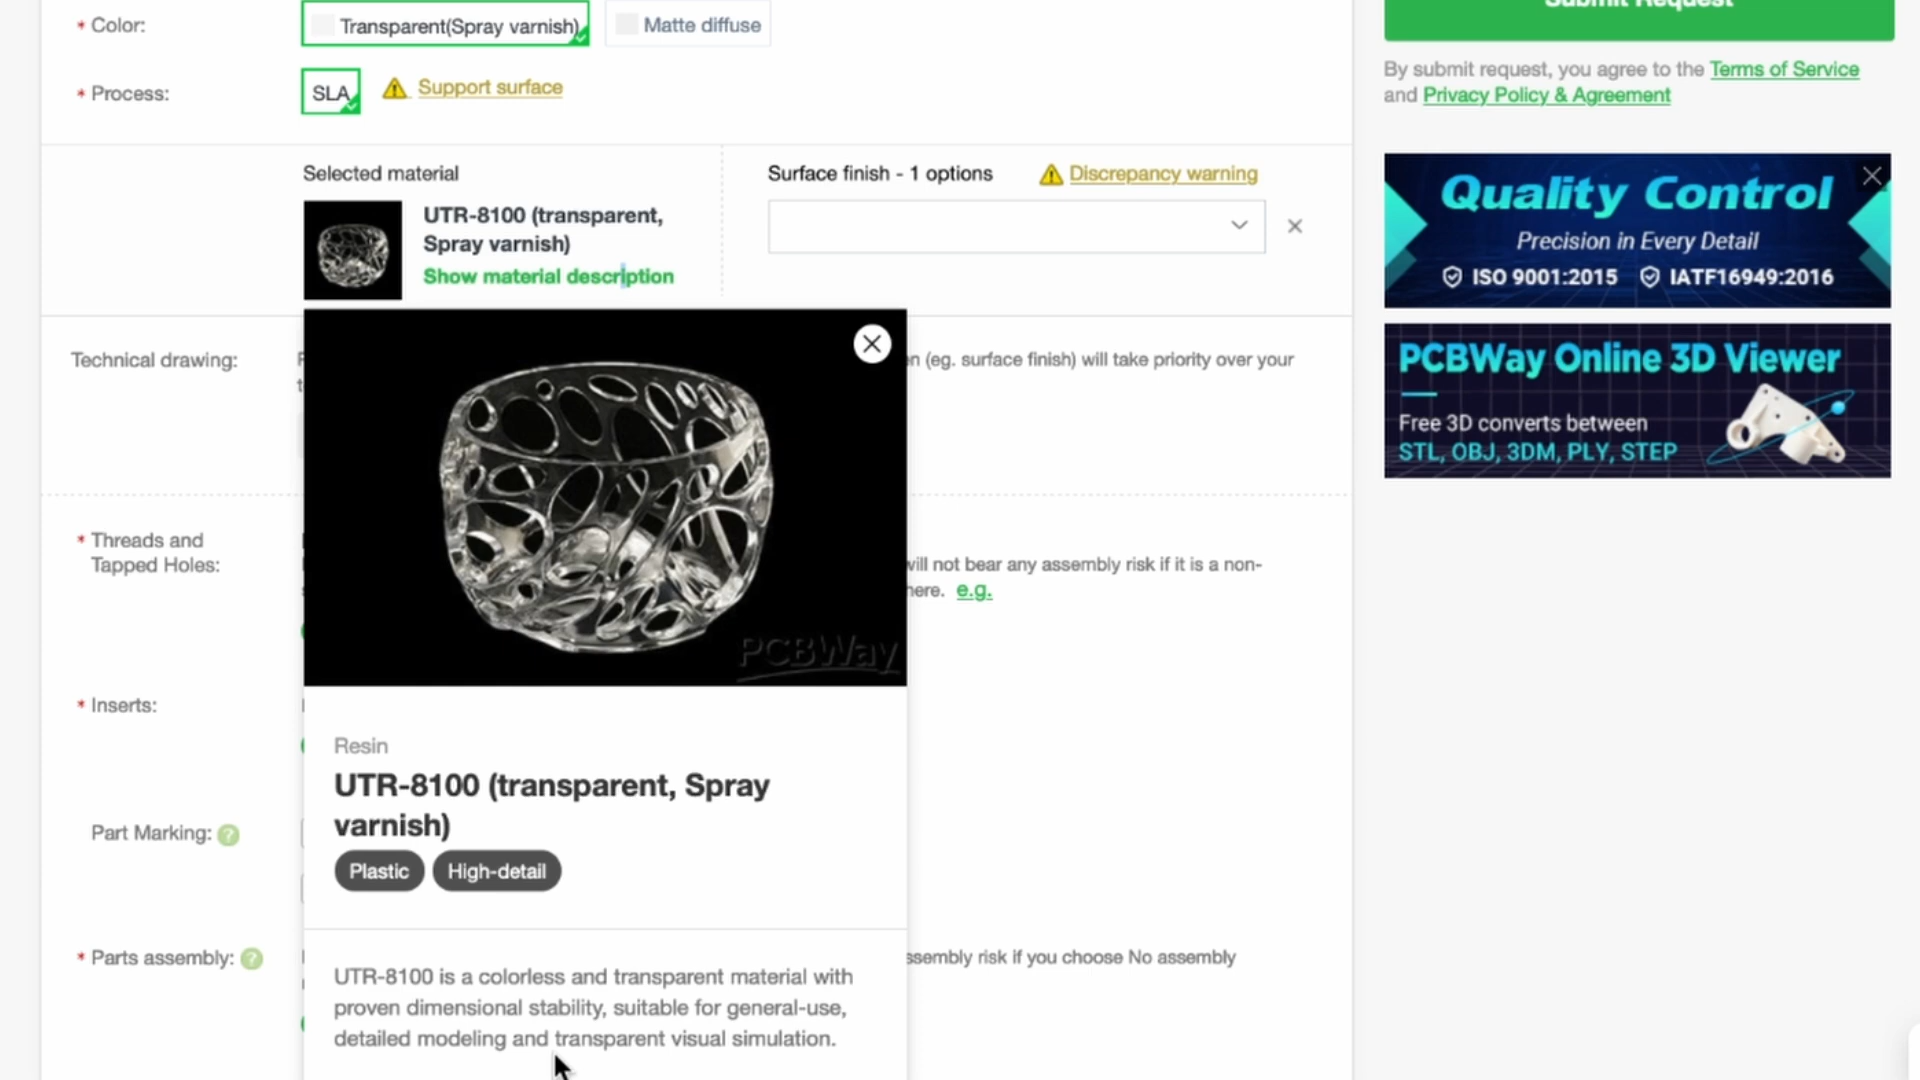 Submit Request
* Color:
Transparent(Spray varnish)
Matte diffuse
By submit request, you agree to the Terms of Service
and Privacy Policy & Agreement
* Process:
SLA
Support surface
Selected material
UTR-8100 (transparent,
Spray varnish)
Show material description
Surface finish - 1 options
Discrepancy warning
Quality Control
Precision in Every Detail
ISO 9001:2015
IATF16949:2016
PCBWay Online 3D Viewer
Free 3D converts between
STL, OBJ, 3DM, PLY, STEP
Technical drawing:
(eg. surface finish) will take priority over your
* Threads and
Tapped Holes:
will not bear any assembly risk if it is a non-
here. e.g.
PCBWay
* Inserts:
Resin
UTR-8100 (transparent, Spray
varnish)
Plastic
High-detail
Part Marking: ?
* Parts assembly: ?
assembly risk if you choose No assembly
UTR-8100 is a colorless and transparent material with
proven dimensional stability, suitable for general-use,
detailed modeling and transparent visual simulation.